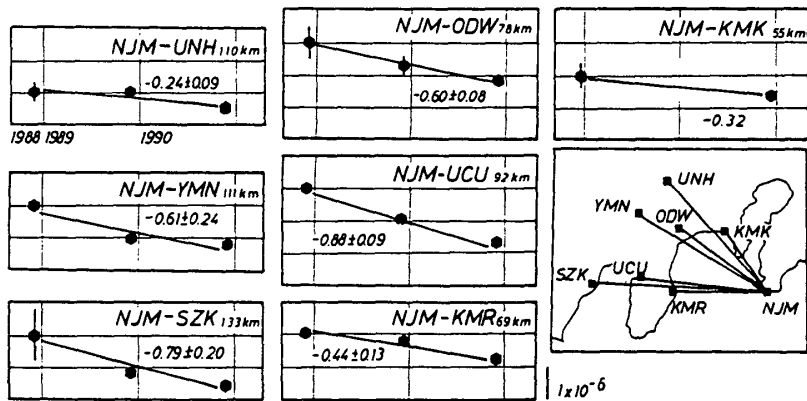 NJM-UNH 110km
-0.24±0.09
1988 1989 1990
NJM-ODW 78km
-0.60±0.08
NJM-KMK 55km
-0.32
NJM-YMN 111km
-0.61±0.24
NJM-UCU 92km
-0.88±0.09
NJM-SZK 133km
-0.79±0.20
NJM-KMR 69km
-0.44±0.13
UNH
YMN
ODW
KMK
SZK
UCU
KMR
NJM
1x10⁻⁶